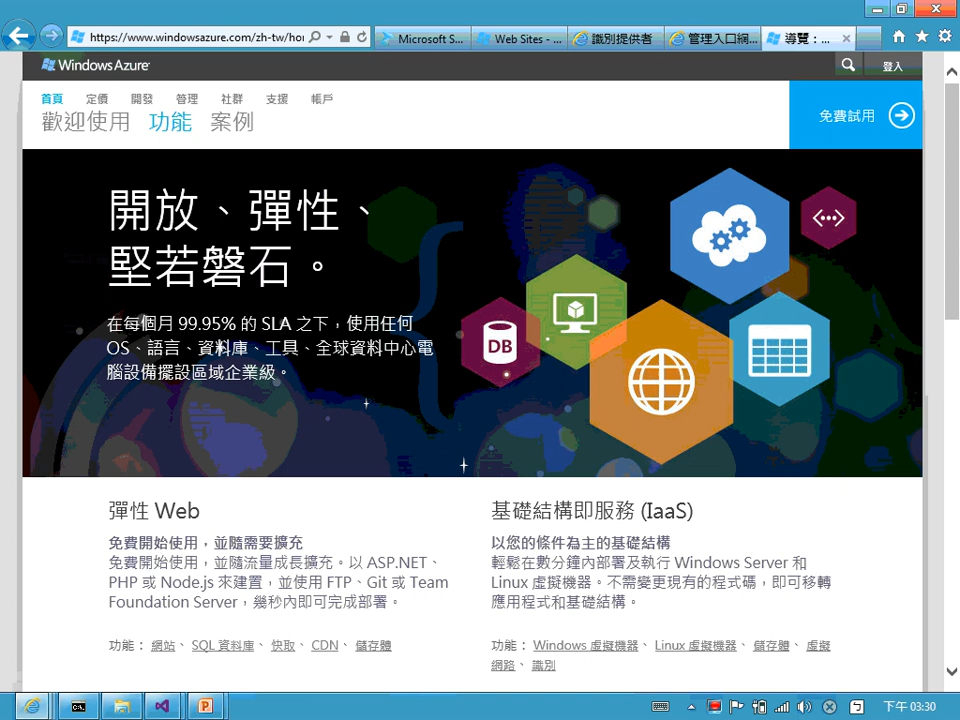 https://www.windowsazure.com/zh-tw/hor
Microsoft S...
Web Sites - ...
識別提供者
管理入口網...
導覽：...
Windows Azure
登入
首頁 定價 開發 管理 社群 支援 帳戶
歡迎使用 功能 案例
免費試用
開放、彈性、
堅若磐石。
在每個月 99.95% 的 SLA 之下，使用任何
OS、語言、資料庫、工具、全球資料中心電
腦設備擺設區域企業級。
DB
彈性 Web
免費開始使用，並隨需要擴充
免費開始使用，並隨流量成長擴充。以 ASP.NET、
PHP 或 Node.js 來建置，並使用 FTP、Git 或 Team
Foundation Server，幾秒內即可完成部署。
功能： 網站、 SQL 資料庫、 快取、 CDN、 儲存體
基礎結構即服務 (IaaS)
以您的條件為主的基礎結構
輕鬆在數分鐘內部署及執行 Windows Server 和
Linux 虛擬機器。不需變更現有的程式碼，即可移轉
應用程式和基礎結構。
功能： Windows 虛擬機器、 Linux 虛擬機器、 儲存體、 虛擬
網路、 識別
下午 03:30